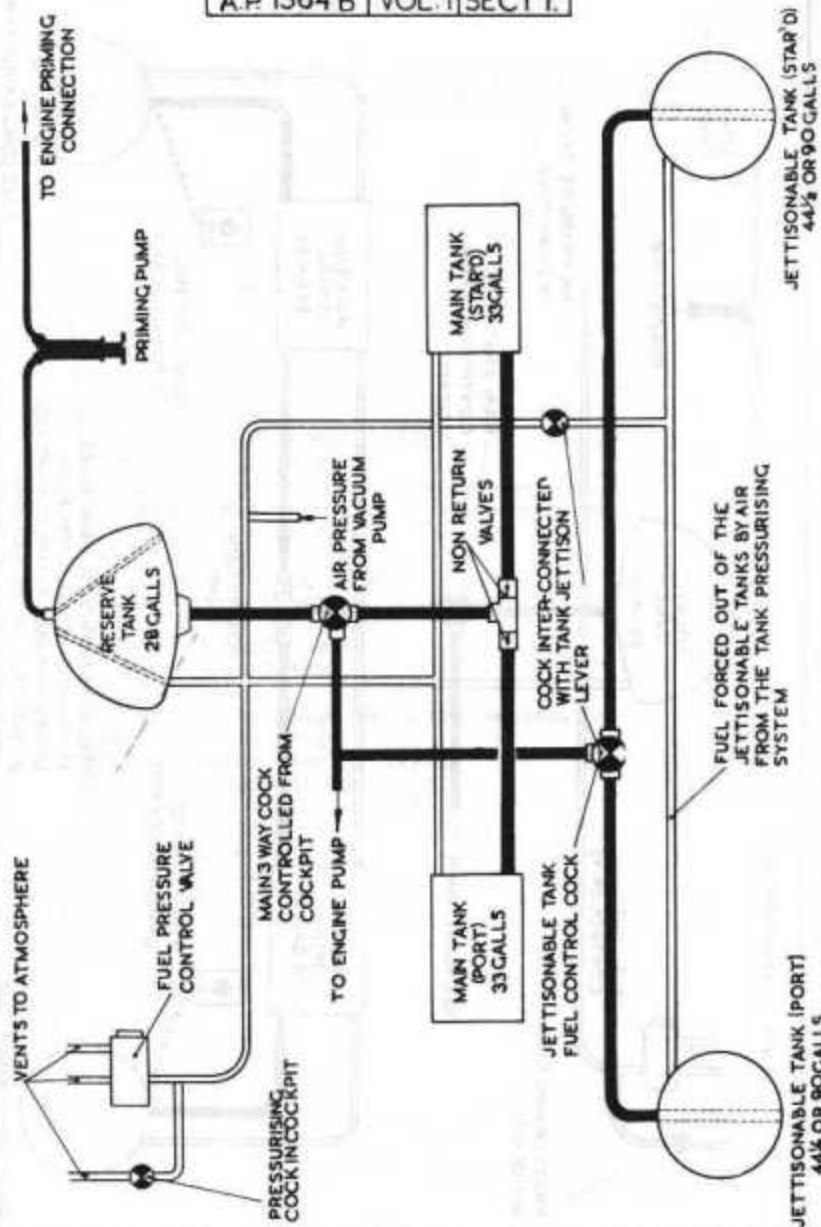 A.P. 1564 B VOL. 1 SECT 1.
VENTS TO ATMOSPHERE
TO ENGINE PRIMING
CONNECTION
FUEL PRESSURE
CONTROL VALVE
PRESSURISING
COCK IN COCKPIT
PRIMING PUMP
RESERVE
TANK
28 GALLS
MAIN 3 WAY COCK
CONTROLLED FROM
COCKPIT
AIR PRESSURE
FROM VACUUM
PUMP
TO ENGINE PUMP
MAIN TANK
(PORT)
33 GALLS
NON RETURN
VALVES
MAIN TANK
(STAR'D)
33 GALLS
JETTISONABLE TANK
FUEL CONTROL COCK
COCK INTER-CONNECTED
WITH TANK JETTISON
LEVER
FUEL FORCED OUT OF THE
JETTISONABLE TANKS BY AIR
FROM THE TANK PRESSURISING
SYSTEM
JETTISONABLE TANK (PORT)
44½ OR 90 GALLS
JETTISONABLE TANK (STAR'D)
44½ OR 90 GALLS